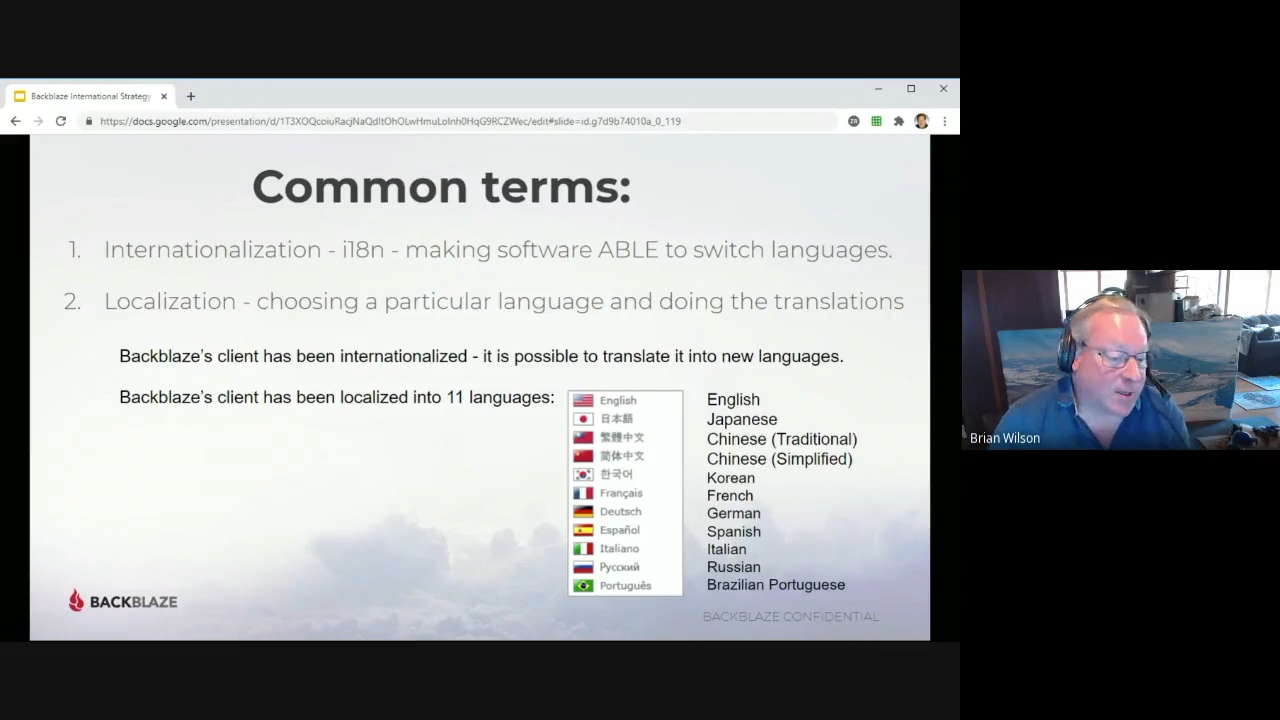 Backblaze International Strategy
https://docs.google.com/presentation/d/1T3XOQcoiuRacjNaQdItOhOLwHmuLoInh0HqG9RCZWec/edit#slide=id.g7d9b74010a_0_119
Common terms:
1. Internationalization - i18n - making software ABLE to switch languages.
2. Localization - choosing a particular language and doing the translations
Backblaze's client has been internationalized - it is possible to translate it into new languages.
Backblaze's client has been localized into 11 languages:
English
日本語
繁體中文
简体中文
한국어
Français
Deutsch
Español
Italiano
Русский
Português
English
Japanese
Chinese (Traditional)
Chinese (Simplified)
Korean
French
German
Spanish
Italian
Russian
Brazilian Portuguese
BACKBLAZE
BACKBLAZE CONFIDENTIAL
Brian Wilson